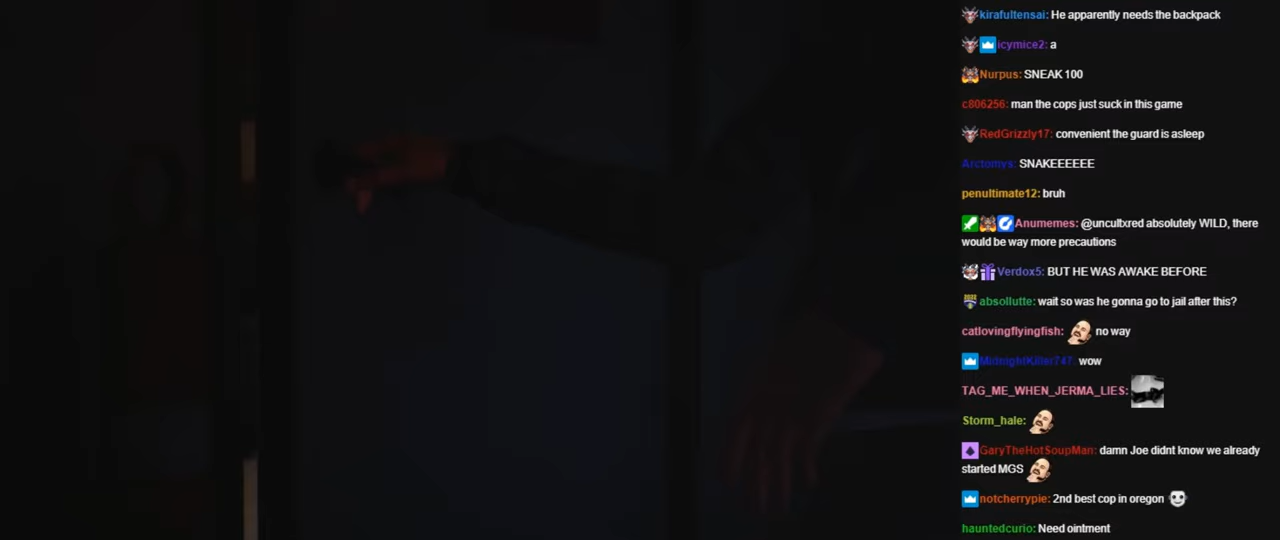 kirafultensai: He apparently needs the backpack
icymice2: a
Nurpus: SNEAK 100
c806256: man the cops just suck in this game
RedGrizzly17: convenient the guard is asleep
Arctomys: SNAKEEEEEE
penultimate12: bruh
Anumemes: @uncultxred absolutely WILD, there
would be way more precautions
Verdox5: BUT HE WAS AWAKE BEFORE
absollutte: wait so was he gonna go to jail after this?
catlovingflyingfish: no way
MidnightKiller747: wow
TAG_ME_WHEN_JERMA_LIES:
Storm_hale:
GaryTheHotSoupMan: damn Joe didnt know we already
started MGS
notcherrypie: 2nd best cop in oregon
hauntedcurio: Need ointment